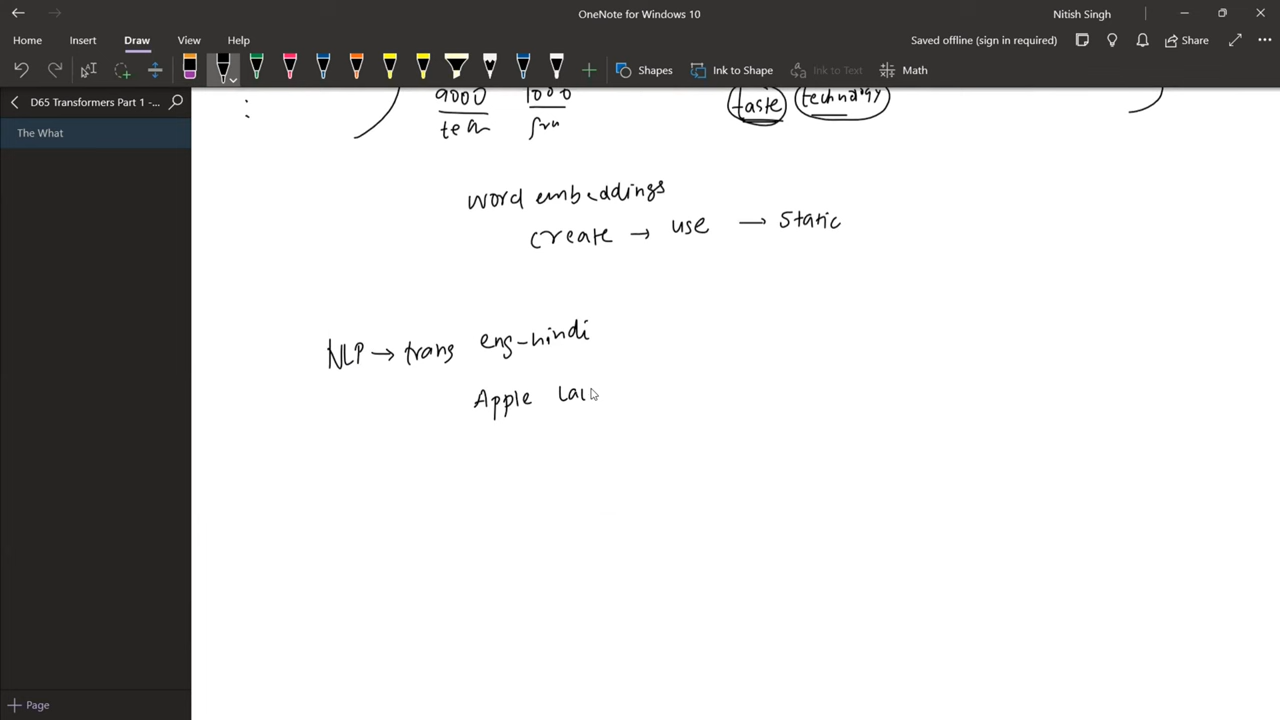 OneNote for Windows 10
Nitish Singh
Home Insert Draw View Help
Saved offline (sign in required)
Share
Shapes
Ink to Shape
Ink to Text
Math
D65 Transformers Part 1 -...
The What
9000 1000
taste technology
word embeddings
create → use → static
NLP → trans eng-hindi
Apple
+ Page